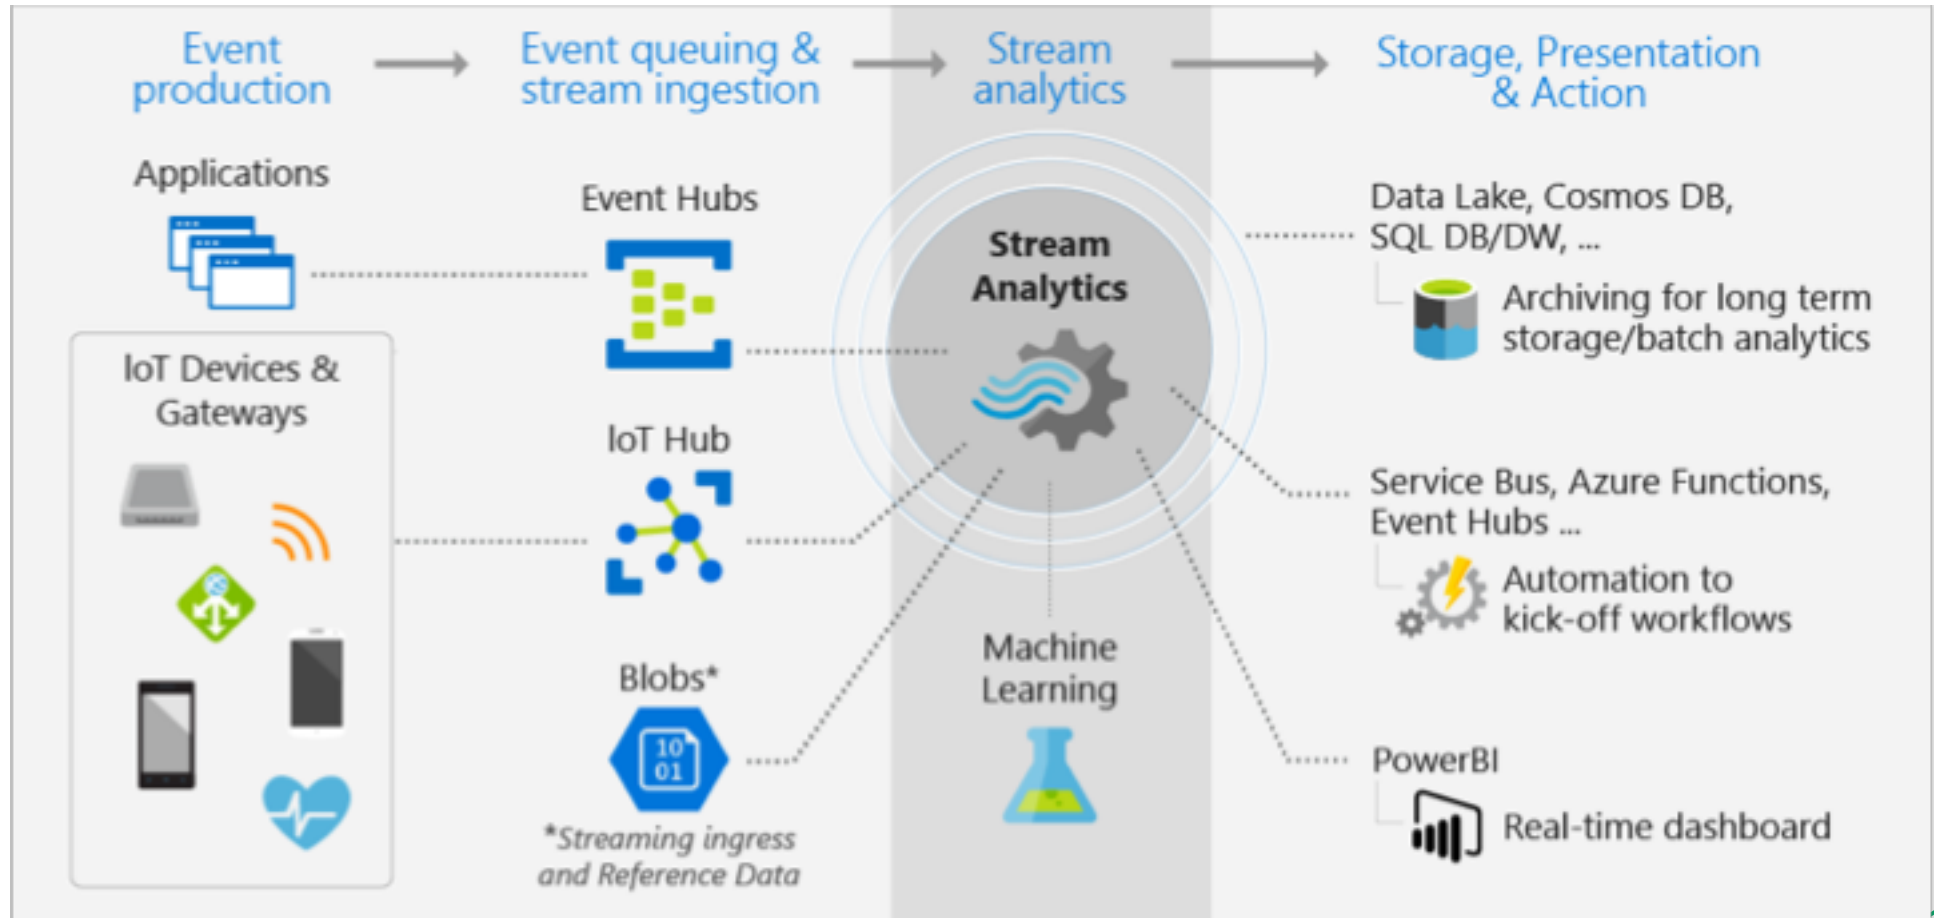 Event
production
Event queuing &
stream ingestion
Stream
analytics
Storage, Presentation
& Action
Applications
IoT Devices &
Gateways
Event Hubs
IoT Hub
Blobs*
10
01
*Streaming ingress
and Reference Data
Stream
Analytics
Machine
Learning
Data Lake, Cosmos DB,
SQL DB/DW, ...
Archiving for long term
storage/batch analytics
Service Bus, Azure Functions,
Event Hubs ...
Automation to
kick-off workflows
PowerBI
Real-time dashboard